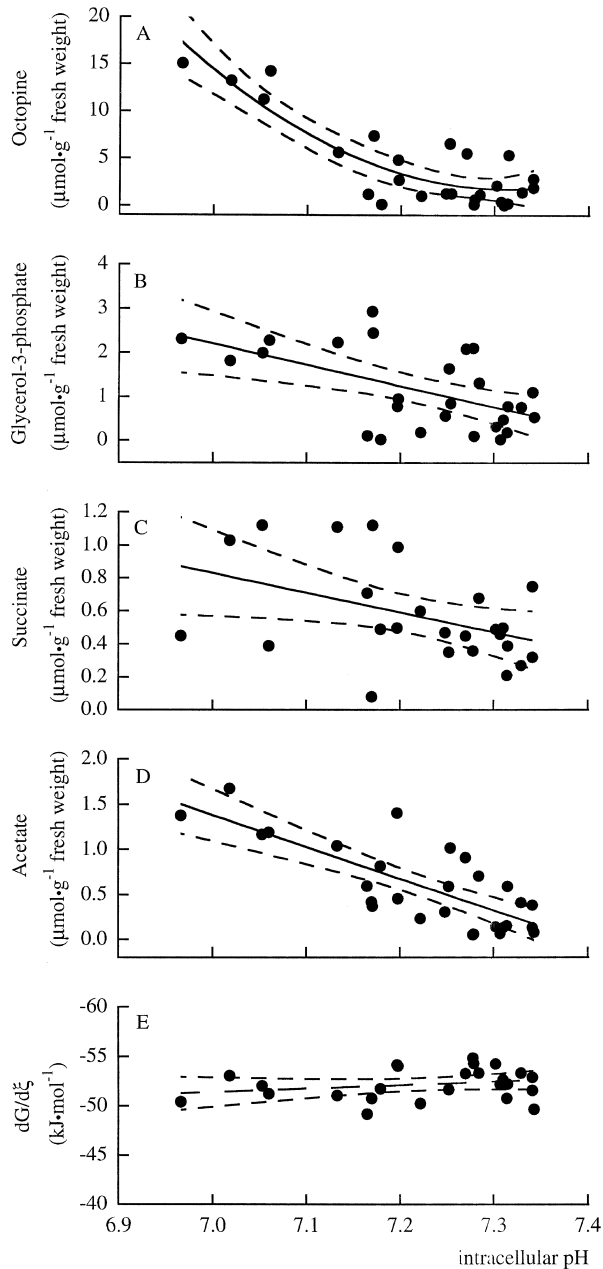 A
Octopine
(µmol•g-1 fresh weight)
20
15
10
5
0
B
Glycerol-3-phosphate
(µmol•g-1 fresh weight)
4
3
2
1
0
C
Succinate
(µmol•g-1 fresh weight)
1.2
1.0
0.8
0.6
0.4
0.2
0.0
D
Acetate
(µmol•g-1 fresh weight)
2.0
1.5
1.0
0.5
0.0
E
dG/dξ
(kJ•mol-1)
-60
-55
-50
-45
-40
6.9 7.0 7.1 7.2 7.3 7.4
intracellular pH